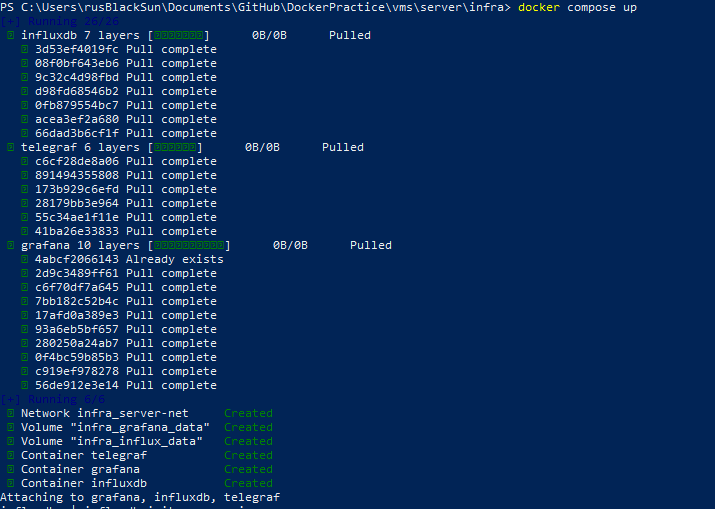 PS C:\Users\rusBlackSun\Documents\GitHub\DockerPractice\vms\server\infra> docker compose up
[+] Running 26/26
influxdb 7 layers [] 0B/0B Pulled
3d53ef4019fc Pull complete
08f0bf643eb6 Pull complete
9c32c4d98fbd Pull complete
d98fd68546b2 Pull complete
0fb879554bc7 Pull complete
acea3ef2a680 Pull complete
66dad3b6cf1f Pull complete
telegraf 6 layers [] 0B/0B Pulled
c6cf28de8a06 Pull complete
891494355808 Pull complete
173b929c6efd Pull complete
28179bb3e964 Pull complete
55c34ae1f11e Pull complete
41ba26e33833 Pull complete
grafana 10 layers [] 0B/0B Pulled
4abcf2066143 Already exists
2d9c3489ff61 Pull complete
c6f70df7a645 Pull complete
7bb182c52b4c Pull complete
17afd0a389e3 Pull complete
93a6eb5bf657 Pull complete
280250a24ab7 Pull complete
0f4bc59b85b3 Pull complete
c919ef978278 Pull complete
56de912e3e14 Pull complete
[+] Running 6/6
Network infra_server-net Created
Volume "infra_grafana_data" Created
Volume "infra_influx_data" Created
Container telegraf Created
Container grafana Created
Container influxdb Created
Attaching to grafana, influxdb, telegraf